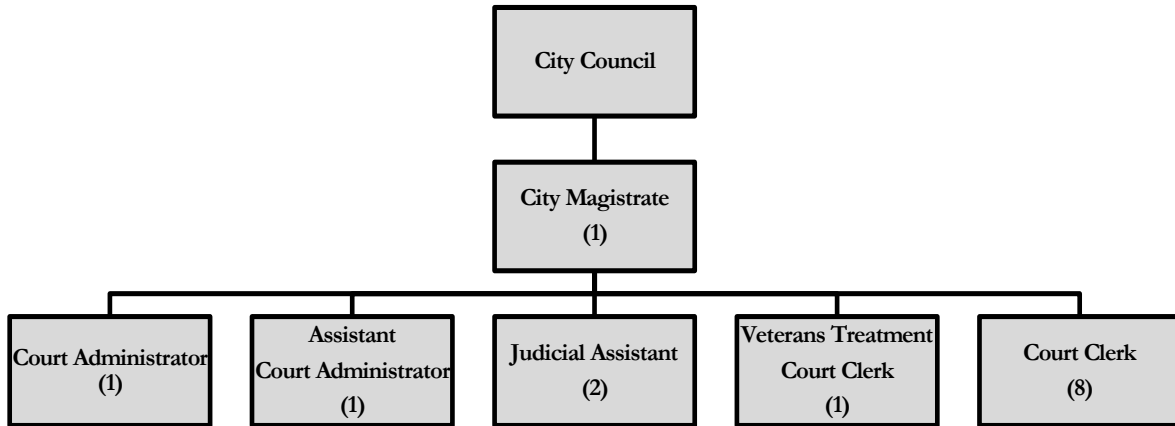 City Council
City Magistrate
(1)
Court Administrator
(1)
Assistant
Court Administrator
(1)
Judicial Assistant
(2)
Veterans Treatment
Court Clerk
(1)
Court Clerk
(8)